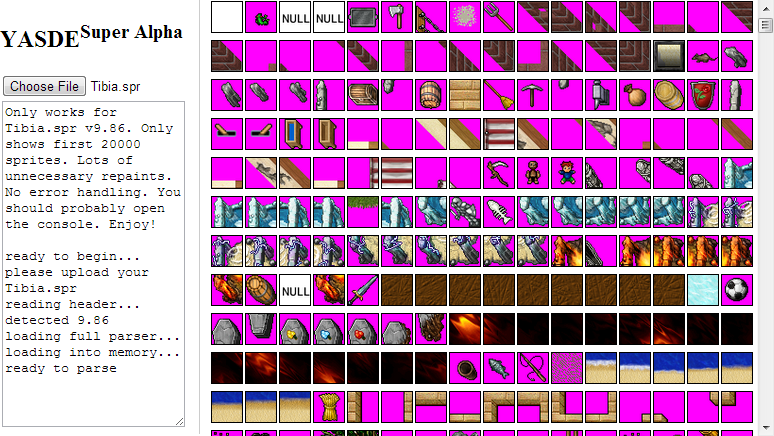 YASDE Super Alpha
Choose File Tibia.spr
Only works for
Tibia.spr v9.86. Only
shows first 20000
sprites. Lots of
unnecessary repaints.
No error handling. You
should probably open
the console. Enjoy!
ready to begin...
please upload your
Tibia.spr
reading header...
detected 9.86
loading full parser...
loading into memory...
ready to parse
NULL NULL
NULL